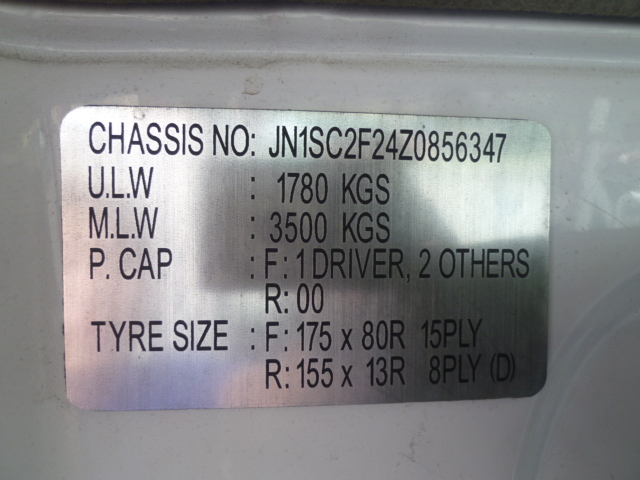 CHASSIS NO: JN1SC2F24Z0856347
U.L.W : 1780 KGS
M.L.W : 3500 KGS
P. CAP : F: 1 DRIVER, 2 OTHERS
R: 00
TYRE SIZE : F: 175 x 80R 15PLY
R: 155 x 13R 8PLY (D)